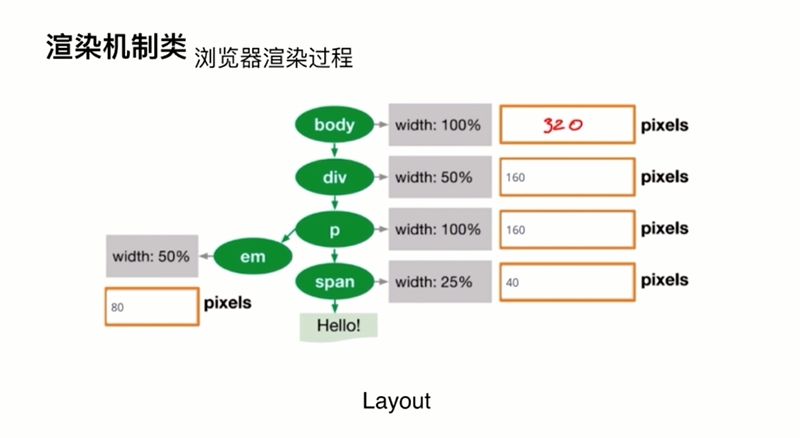 渲染机制类 浏览器渲染过程
body width: 100% 320 pixels
div width: 50% 160 pixels
p width: 100% 160 pixels
width: 50% em
span width: 25% 40 pixels
80 pixels
Hello!
Layout